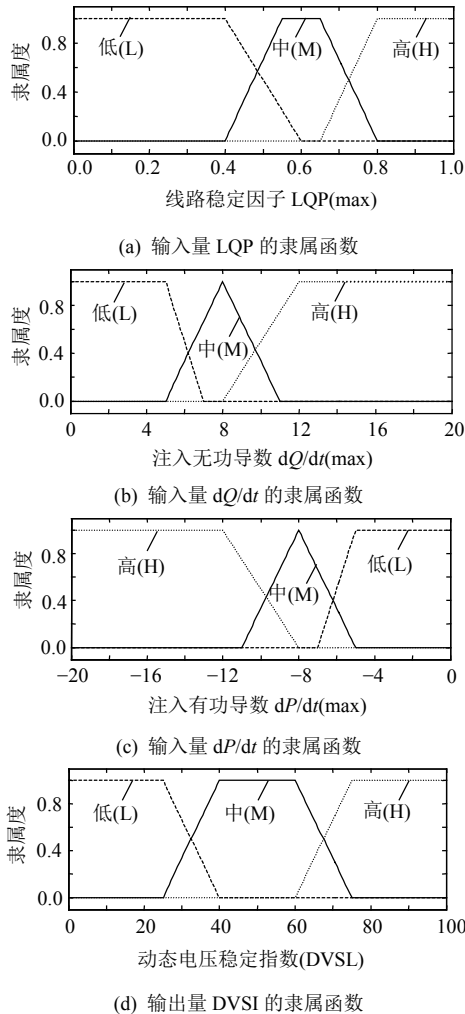 隶属度
0.8
0.4
0.0
低(L)
中(M)
高(H)
0.0 0.2 0.4 0.6 0.8 1.0
线路稳定因子 LQP(max)
(a) 输入量 LQP 的隶属函数
隶属度
0.8
0.4
0.0
低(L)
中(M)
高(H)
0 4 8 12 16 20
注入无功导数 dQ/dt(max)
(b) 输入量 dQ/dt 的隶属函数
隶属度
0.8
0.4
0.0
高(H)
中(M)
低(L)
−20 −16 −12 −8 −4 0
注入有功导数 dP/dt(max)
(c) 输入量 dP/dt 的隶属函数
隶属度
0.8
0.4
0.0
低(L)
中(M)
高(H)
0 20 40 60 80 100
动态电压稳定指数(DVSL)
(d) 输出量 DVSI 的隶属函数